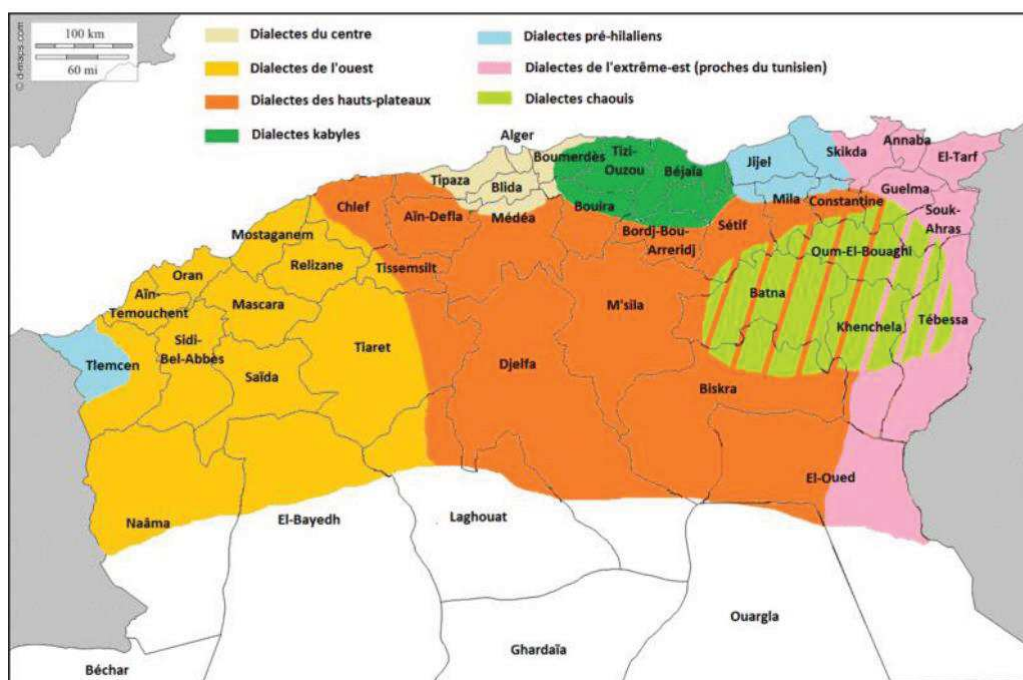 © d-maps.com
100 km
60 mi
Dialectes du centre
Dialectes de l'ouest
Dialectes des hauts-plateaux
Dialectes kabyles
Dialectes pré-hilaliens
Dialectes de l'extrême-est (proches du tunisien)
Dialectes chaouis
Alger
Boumerdès
Tizi-
Ouzou
Béjaïa
Jijel
Skikda
Annaba
El-Tarf
Tipaza
Blida
Guelma
Chlef
Aïn-Defla
Médéa
Bouira
Mila
Constantine
Souk-
Ahras
Mostaganem
Bordj-Bou-
Arreridj
Sétif
Oum-El-Bouaghi
Oran
Relizane
Tissemsilt
Aïn-
Temouchent
Mascara
M'sila
Batna
Khenchela
Tébessa
Tlemcen
Sidi-
Bel-Abbès
Saïda
Tiaret
Djelfa
Biskra
El-Oued
Naâma
El-Bayedh
Laghouat
Ouargla
Ghardaïa
Béchar